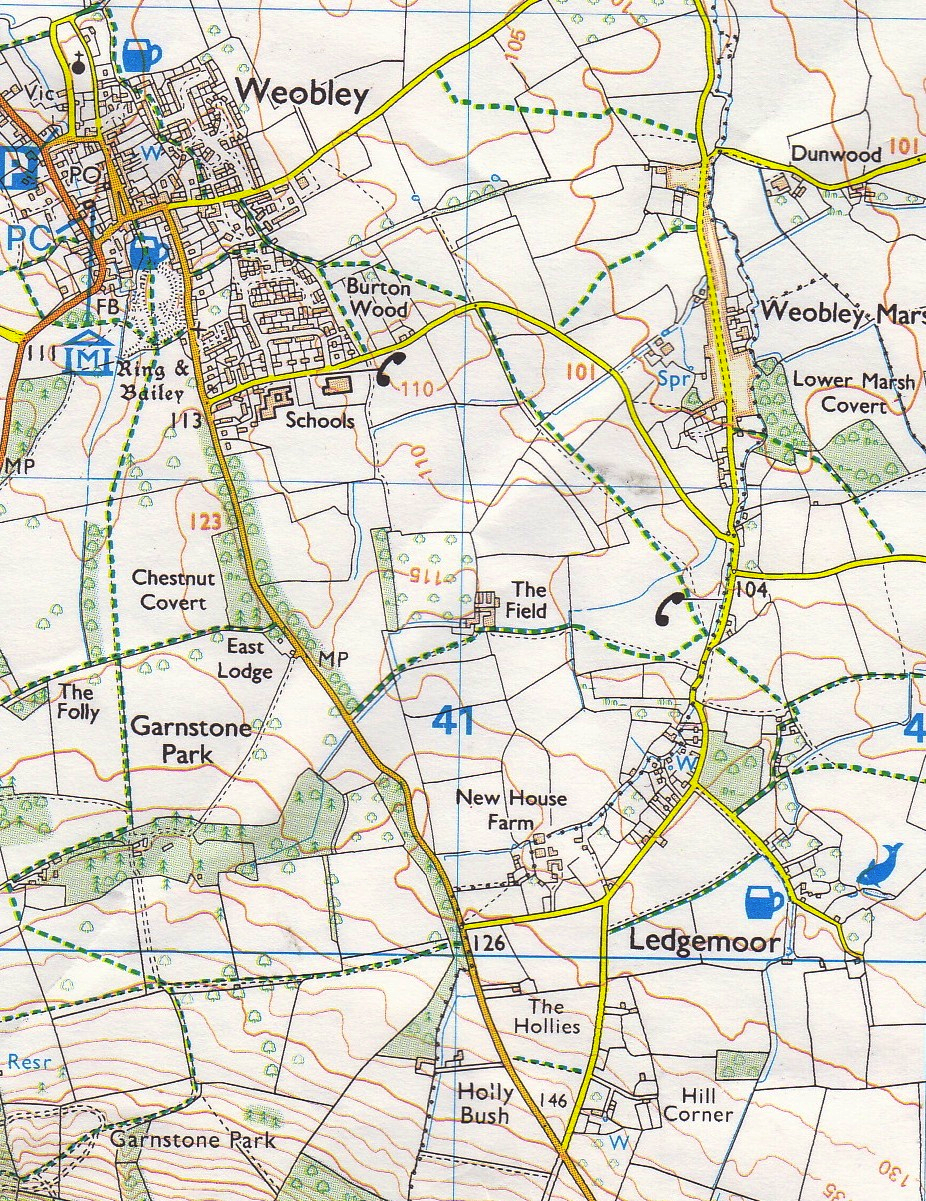 105
Vic
Weobley
W
Dunwood
101
P
PO
PC
FB
Burton
Wood
Weobley Mars
111
M
Ring &
Bailey
101
Spr
110
Lower Marsh
Covert
113
Schools
110
MP
123
115
Chestnut
Covert
The
Field
104
East
Lodge
MP
The
Folly
Garnstone
Park
41
4
W
New House
Farm
126
Ledgemoor
The
Hollies
Resr
Holly
Bush
146
Hill
Corner
W
Garnstone Park
130
35